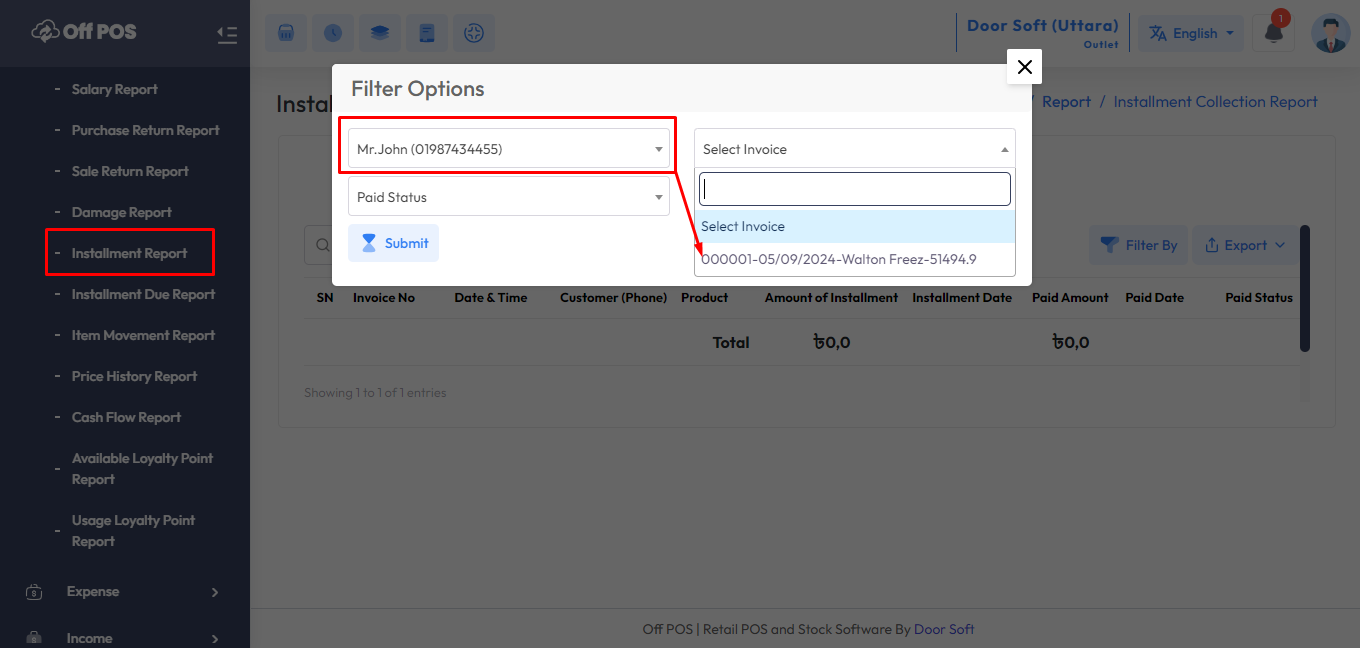 Off POS
Door Soft (Uttara)
Outlet
English
1
Salary Report
Purchase Return Report
Sale Return Report
Damage Report
Installment Report
Installment Due Report
Item Movement Report
Price History Report
Cash Flow Report
Available Loyalty Point
Report
Usage Loyalty Point
Report
Expense
Income
Filter Options
Mr.John (01987434455)
Select Invoice
Paid Status
Select Invoice
Submit
000001-05/09/2024-Walton Freez-51494.9
Instal
/ Report / Installment Collection Report
Filter By
Export
SN Invoice No Date & Time Customer (Phone) Product Amount of Installment Installment Date Paid Amount Paid Date Paid Status
Total ৳0,0 ৳0,0
Showing 1 to 1 of 1 entries
Off POS | Retail POS and Stock Software By Door Soft